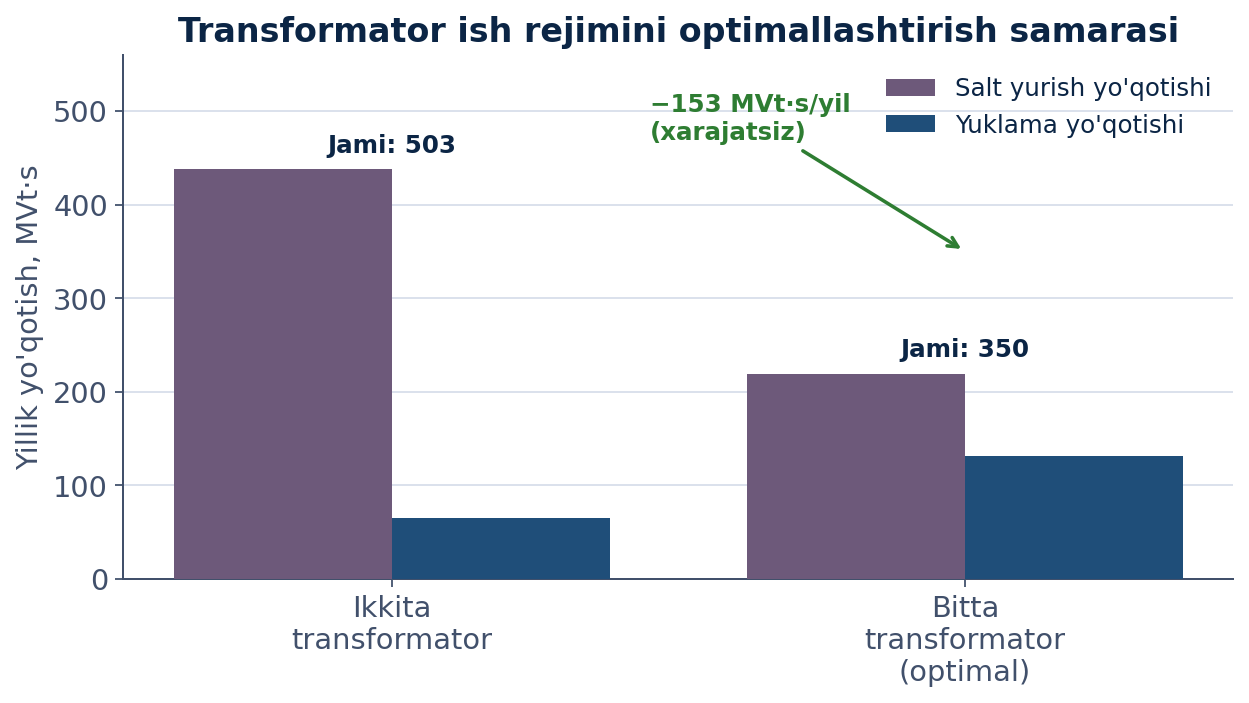 Transformator ish rejimini optimallashtirish samarasi
Yillik yo'qotish, MVt·s
500
400
300
200
100
0
Jami: 503
−153 MVt·s/yil
(xarajatsiz)
Salt yurish yo'qotishi
Yuklama yo'qotishi
Jami: 350
Ikkita
transformator
Bitta
transformator
(optimal)